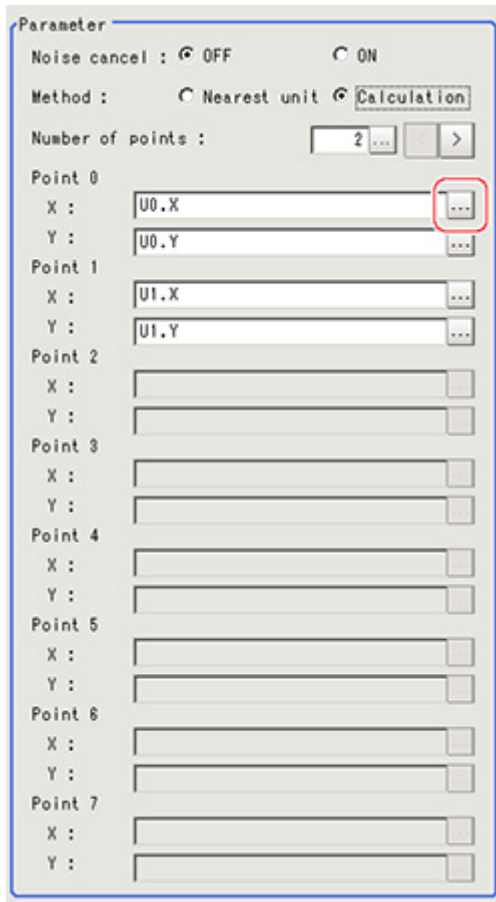 Parameter
Noise cancel : OFF ON
Method : Nearest unit Calculation
Number of points : 2 ... < >
Point 0
X : U0.X ...
Y : U0.Y ...
Point 1
X : U1.X ...
Y : U1.Y ...
Point 2
X : ...
Y : ...
Point 3
X : ...
Y : ...
Point 4
X : ...
Y : ...
Point 5
X : ...
Y : ...
Point 6
X : ...
Y : ...
Point 7
X : ...
Y : ...